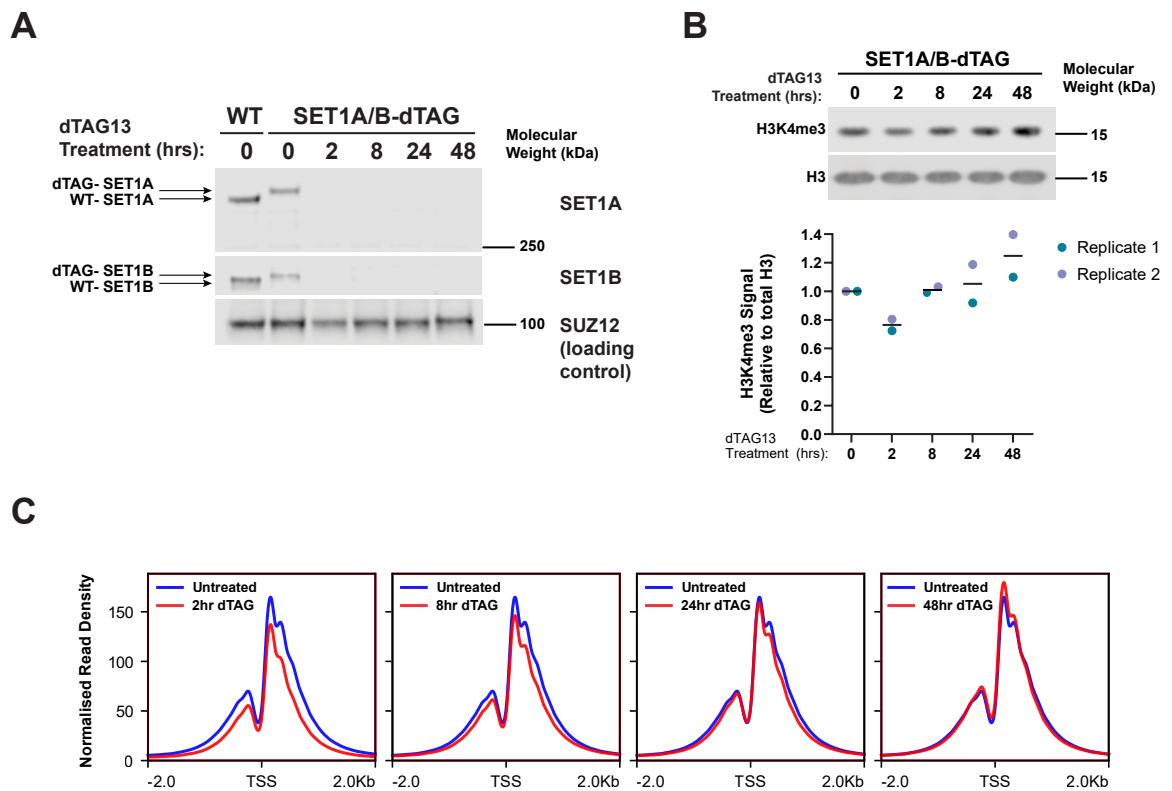 A
WT SET1A/B-dTAG
dTAG13
Treatment (hrs): 0 0 2 8 24 48
Molecular
Weight (kDa)
dTAG- SET1A
WT- SET1A
SET1A
250
dTAG- SET1B
WT- SET1B
SET1B
100
SUZ12
(loading
control)
B
SET1A/B-dTAG
dTAG13
Treatment (hrs): 0 2 8 24 48
Molecular
Weight (kDa)
H3K4me3
15
H3
15
H3K4me3 Signal
(Relative to total H3)
1.4
1.2
1.0
0.8
0.6
0.4
0.2
0.0
Replicate 1
Replicate 2
dTAG13
Treatment (hrs): 0 2 8 24 48
C
Normalised Read Density
150
100
50
0
Untreated
2hr dTAG
-2.0 TSS 2.0Kb
Untreated
8hr dTAG
-2.0 TSS 2.0Kb
Untreated
24hr dTAG
-2.0 TSS 2.0Kb
Untreated
48hr dTAG
-2.0 TSS 2.0Kb